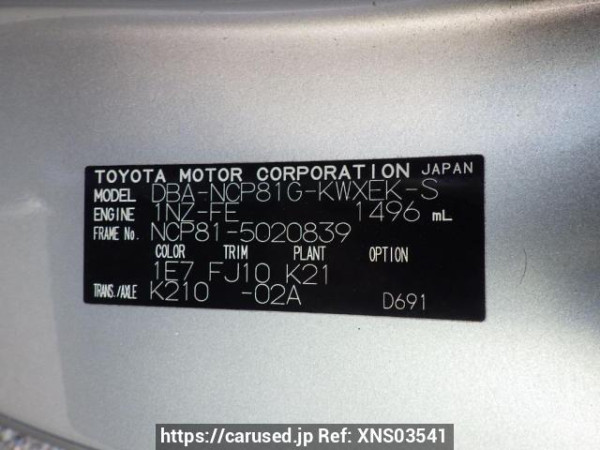 TOYOTA MOTOR CORPORATION JAPAN
MODEL DBA-NCP81G-KWXEK-S
ENGINE 1NZ-FE 1496 mL
FRAME No. NCP81-5020839
COLOR TRIM PLANT OPTION
1E7 FJ10 K21
TRANS./AXLE K210 -02A D691
https://carused.jp Ref: XNS03541